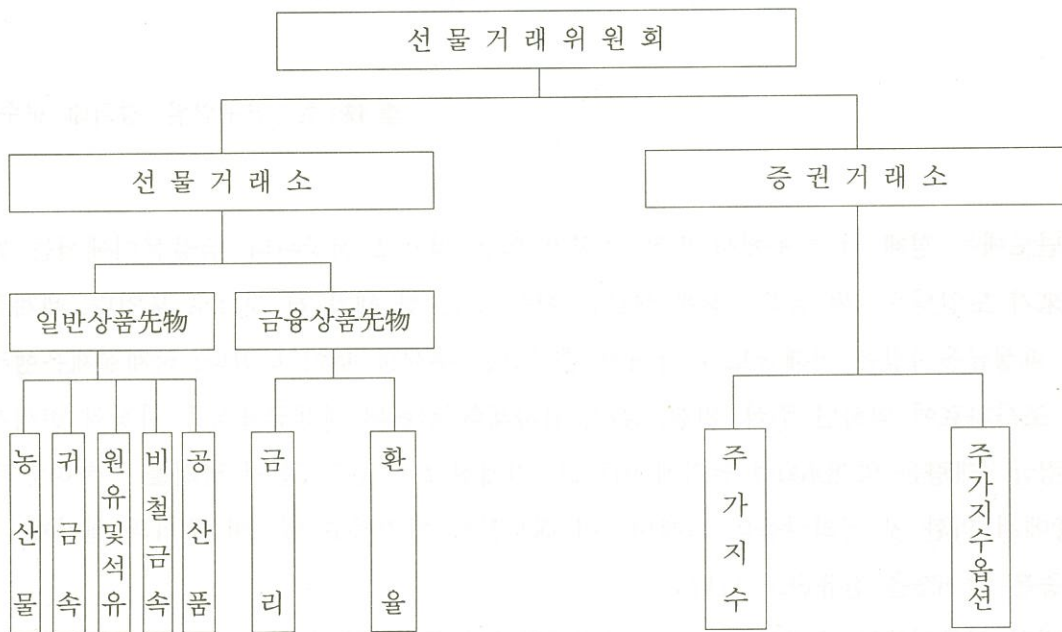 선물거래위원회
선물거래소
증권거래소
일반상품先物
금융상품先物
농산물
귀금속
원유및석유
비철금속
공산품
금리
환율
주가지수
주가지수옵션